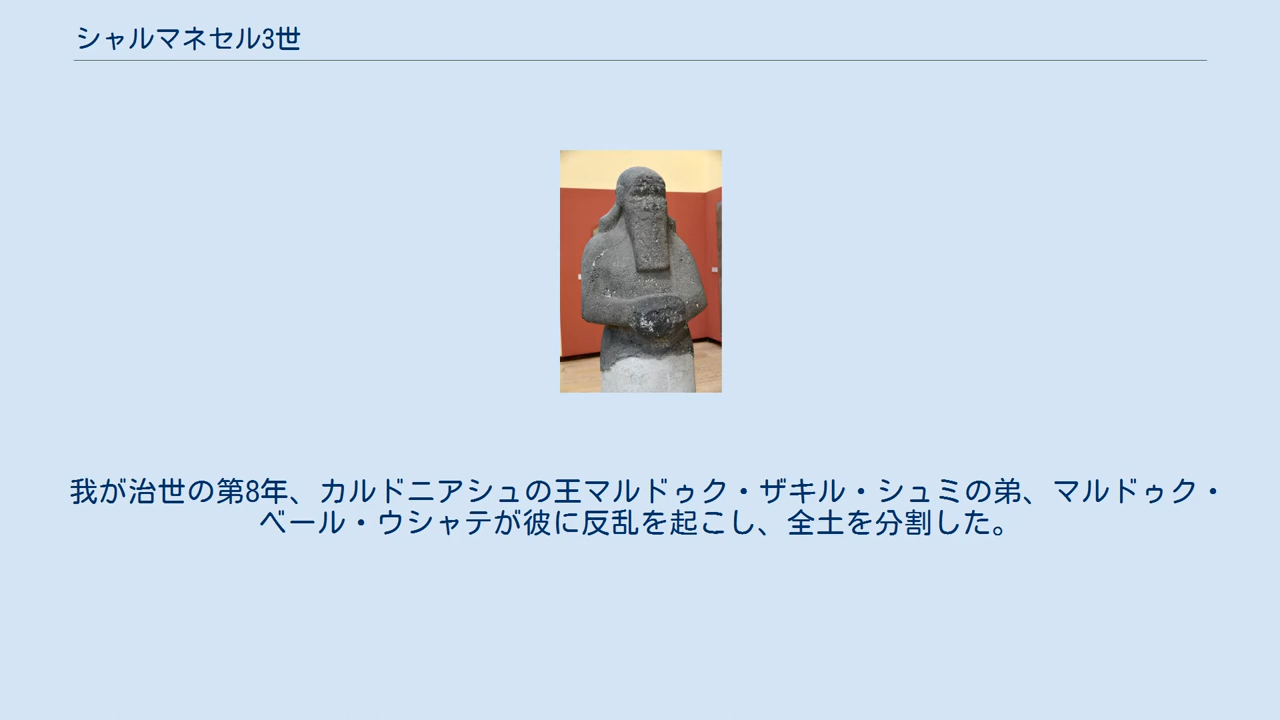 シャルマネセル3世
我が治世の第8年、カルドニアシュの王マルドゥク・ザキル・シュミの弟、マルドゥク・
ベール・ウシャテが彼に反乱を起こし、全土を分割した。